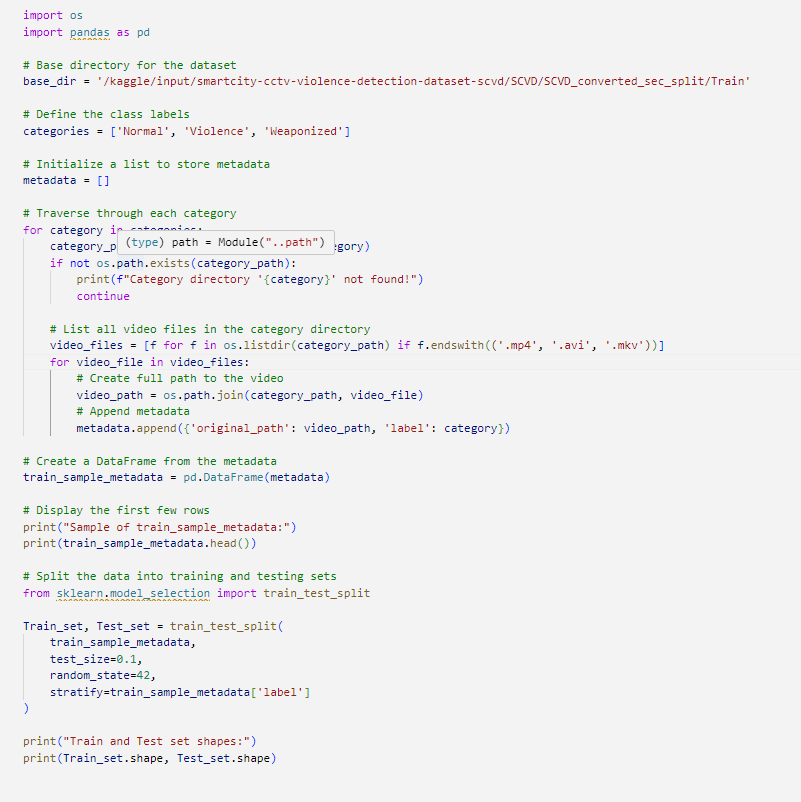 import os
import pandas as pd

# Base directory for the dataset
base_dir = '/kaggle/input/smartcity-cctv-violence-detection-dataset-scvd/SCVD/SCVD_converted_sec_split/Train'

# Define the class labels
categories = ['Normal', 'Violence', 'Weaponized']

# Initialize a list to store metadata
metadata = []

# Traverse through each category
for category in categories:
    category_p (type) path = Module("..path") egory)
    if not os.path.exists(category_path):
        print(f"Category directory '{category}' not found!")
        continue

    # List all video files in the category directory
    video_files = [f for f in os.listdir(category_path) if f.endswith(('.mp4', '.avi', '.mkv'))]
    for video_file in video_files:
        # Create full path to the video
        video_path = os.path.join(category_path, video_file)
        # Append metadata
        metadata.append({'original_path': video_path, 'label': category})

# Create a DataFrame from the metadata
train_sample_metadata = pd.DataFrame(metadata)

# Display the first few rows
print("Sample of train_sample_metadata:")
print(train_sample_metadata.head())

# Split the data into training and testing sets
from sklearn.model_selection import train_test_split

Train_set, Test_set = train_test_split(
    train_sample_metadata,
    test_size=0.1,
    random_state=42,
    stratify=train_sample_metadata['label']
)

print("Train and Test set shapes:")
print(Train_set.shape, Test_set.shape)